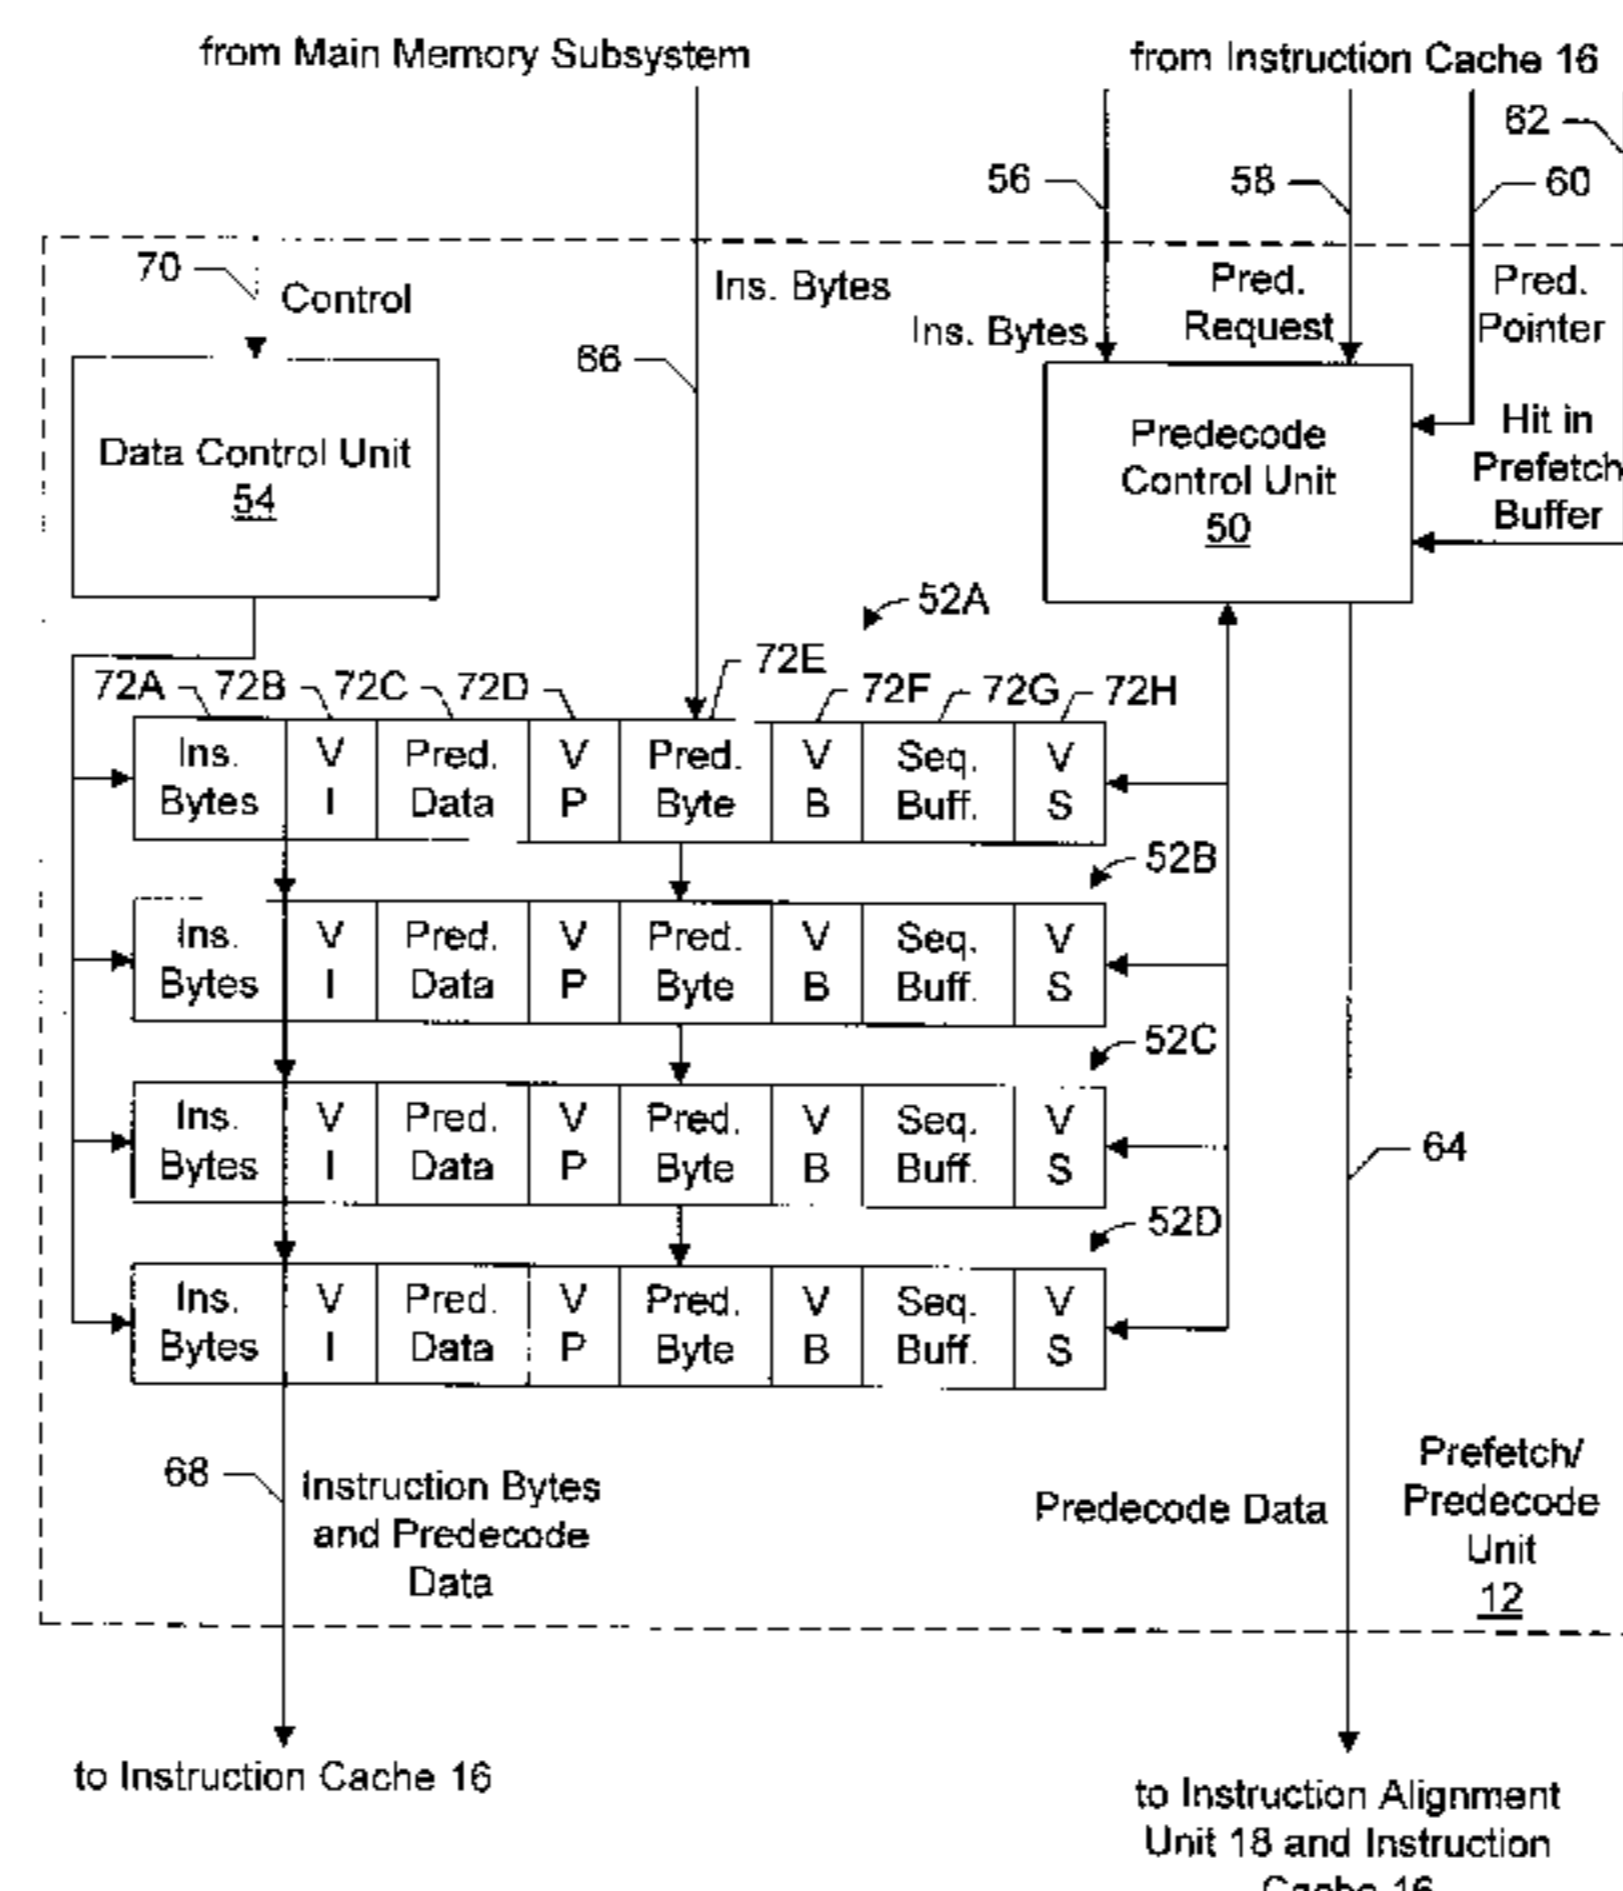 from Main Memory Subsystem
from Instruction Cache 16
62
56
58
60
70
Control
Ins. Bytes
Ins. Bytes
Pred.
Request
Pred.
Pointer
66
Data Control Unit
54
Predecode
Control Unit
50
Hit in
Prefetch
Buffer
52A
72A
72B
72C
72D
72E
72F
72G
72H
Ins. V Pred. V Pred. V Seq. V
Bytes I Data P Byte B Buff. S
52B
Ins. V Pred. V Pred. V Seq. V
Bytes I Data P Byte B Buff. S
52C
Ins. V Pred. V Pred. V Seq. V
Bytes I Data P Byte B Buff. S
64
52D
Ins. V Pred. V Pred. V Seq. V
Bytes I Data P Byte B Buff. S
68
Instruction Bytes
and Predecode
Data
Predecode Data
Prefetch/
Predecode
Unit
12
to Instruction Cache 16
to Instruction Alignment
Unit 18 and Instruction
Cache 16